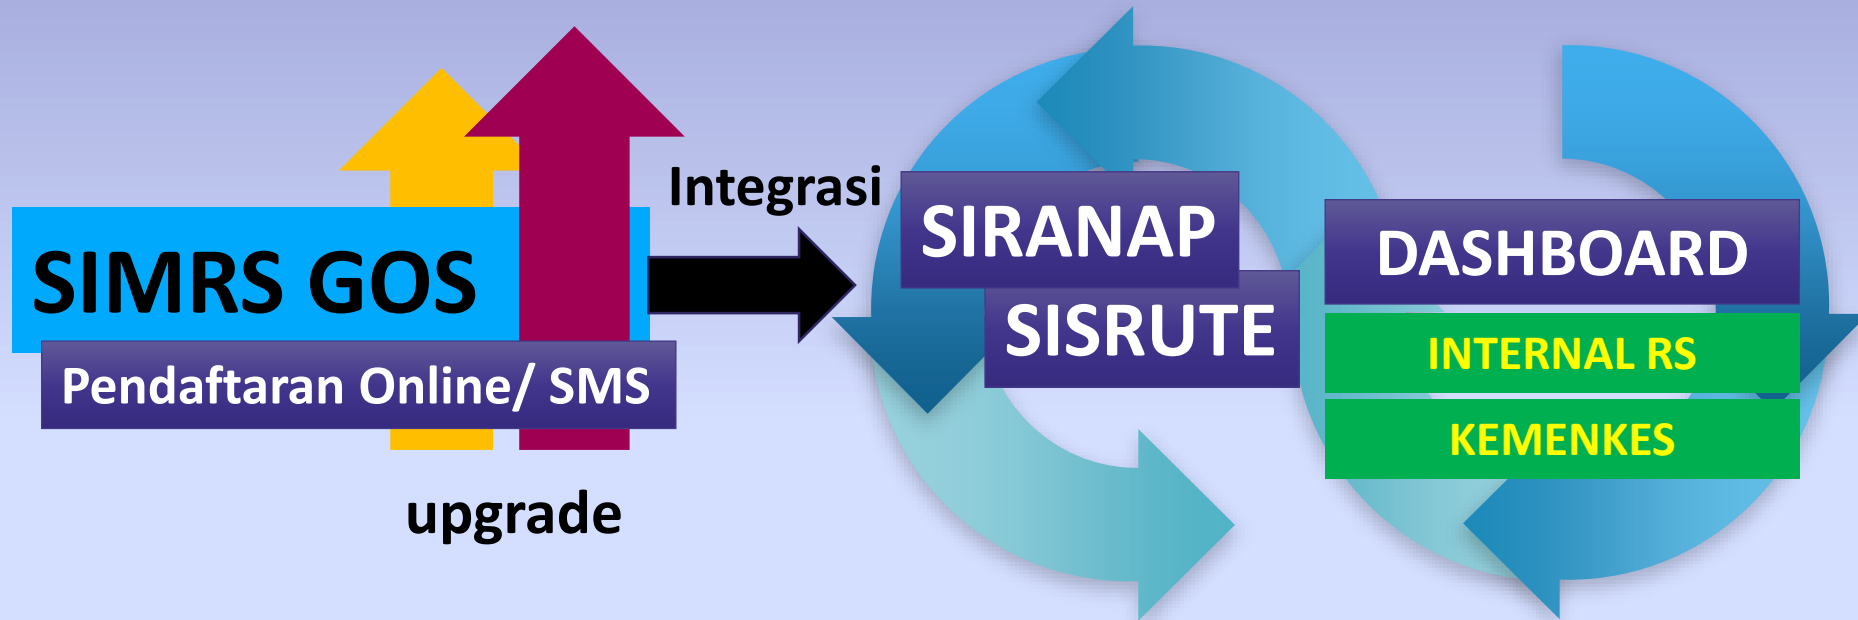 SIMRS GOS
Pendaftaran Online/ SMS
upgrade
Integrasi
SIRANAP
SISRUTE
DASHBOARD
INTERNAL RS
KEMENKES